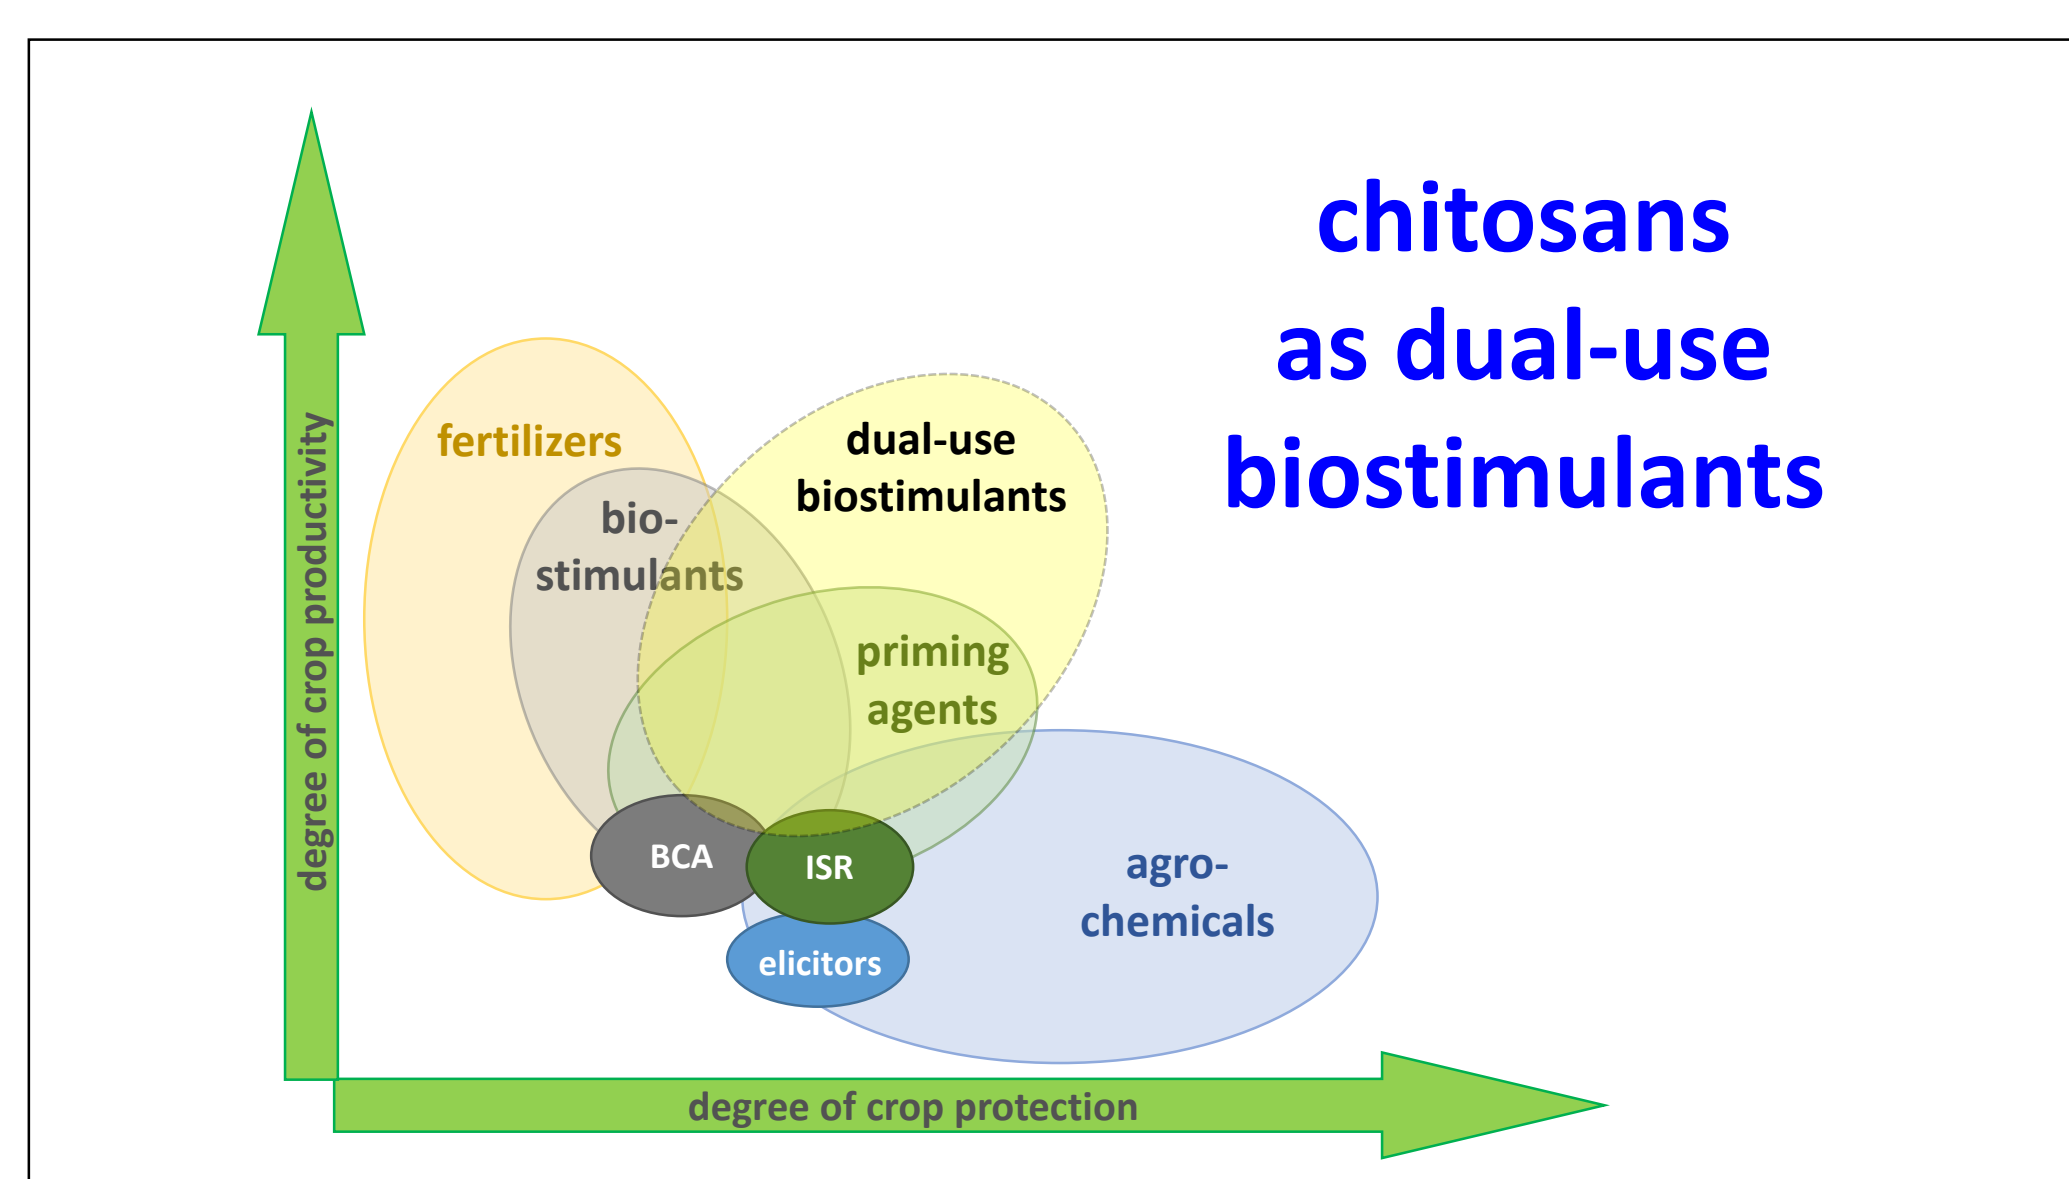 chitosans
as dual-use
biostimulants
degree of crop productivity
fertilizers
dual-use
biostimulants
bio-
stimulants
priming
agents
BCA
ISR
elicitors
agro-
chemicals
degree of crop protection